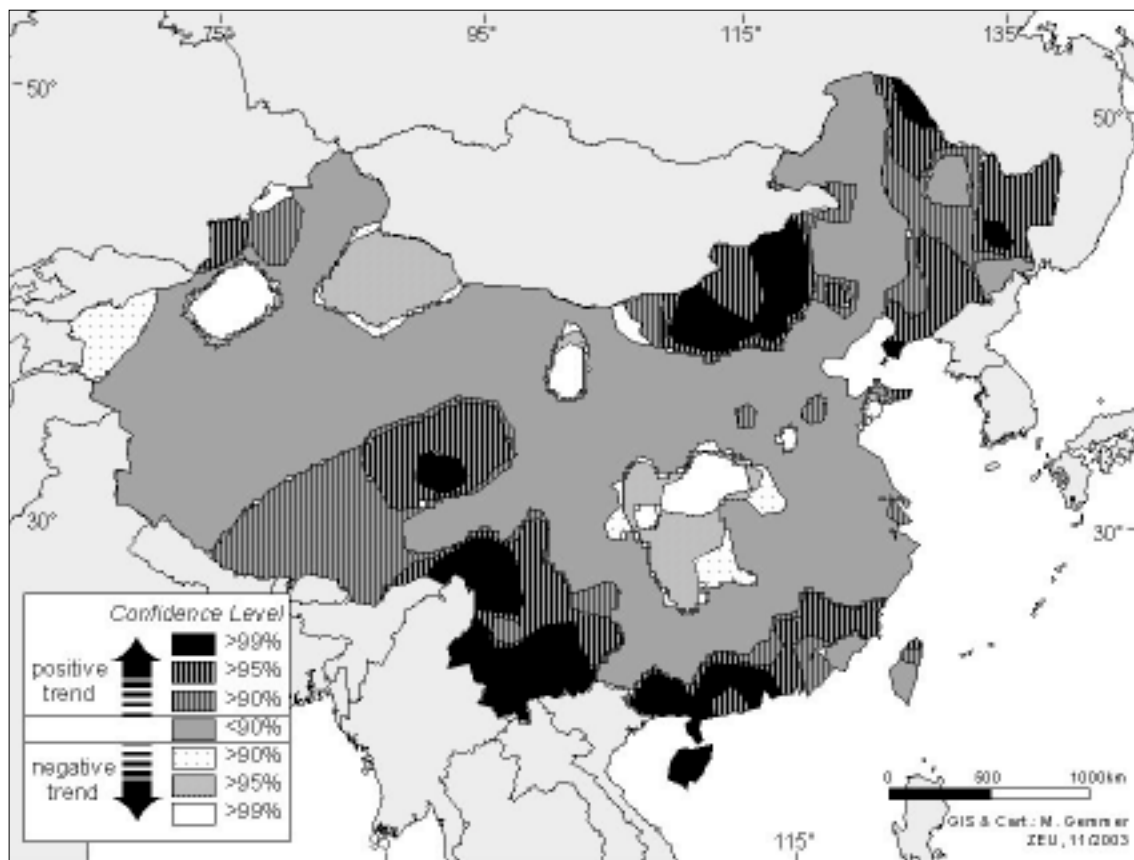 75° 95° 115° 135°
50° 50°
30° 30°
Confidence Level
>99%
positive >95%
trend >90%
<90%
negative >90%
trend >95%
>99%
0 500 1000km
GIS & Cart.: M. Gemmer
ZEU, 11/2003
95° 115°